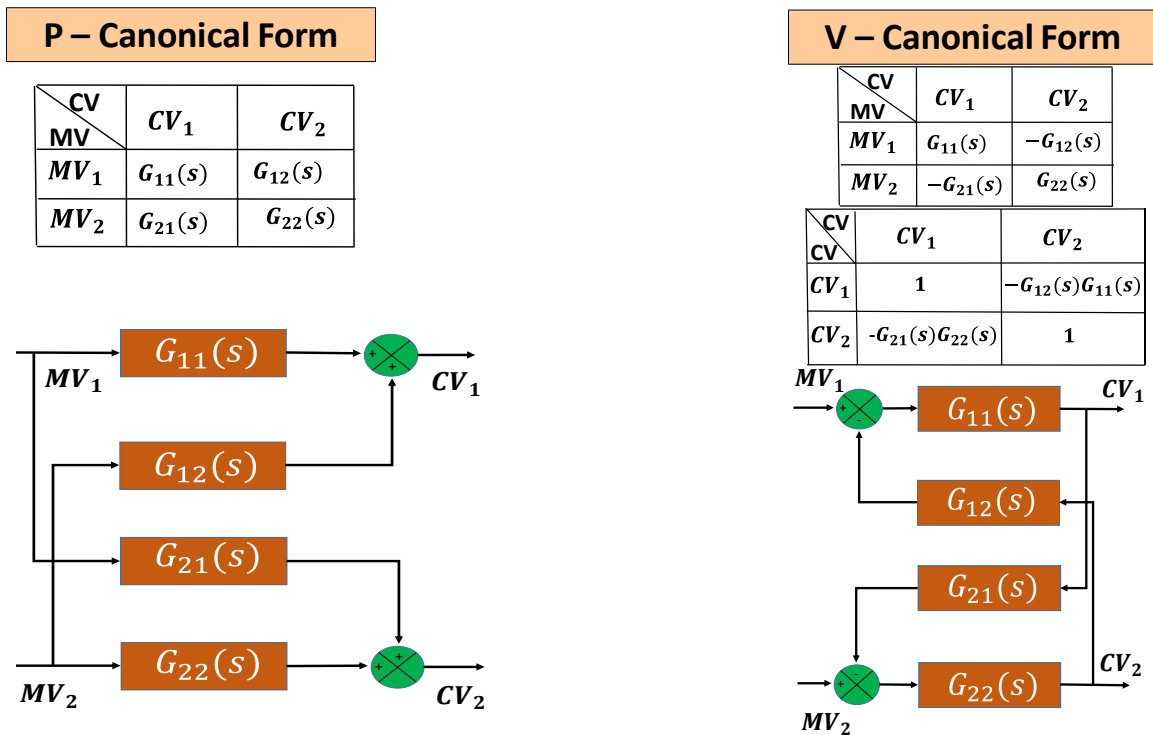 P – Canonical Form
CV
MV
CV₁ CV₂
MV₁ G₁₁(s) G₁₂(s)
MV₂ G₂₁(s) G₂₂(s)
G₁₁(s)
+
+
MV₁
CV₁
G₁₂(s)
G₂₁(s)
G₂₂(s)
+
+
MV₂
CV₂
V – Canonical Form
CV
MV
CV₁ CV₂
MV₁ G₁₁(s) −G₁₂(s)
MV₂ −G₂₁(s) G₂₂(s)
CV
CV
CV₁ CV₂
CV₁ 1 −G₁₂(s)G₁₁(s)
CV₂ -G₂₁(s)G₂₂(s) 1
MV₁
CV₁
+
-
G₁₁(s)
G₁₂(s)
G₂₁(s)
-
+
G₂₂(s)
CV₂
MV₂